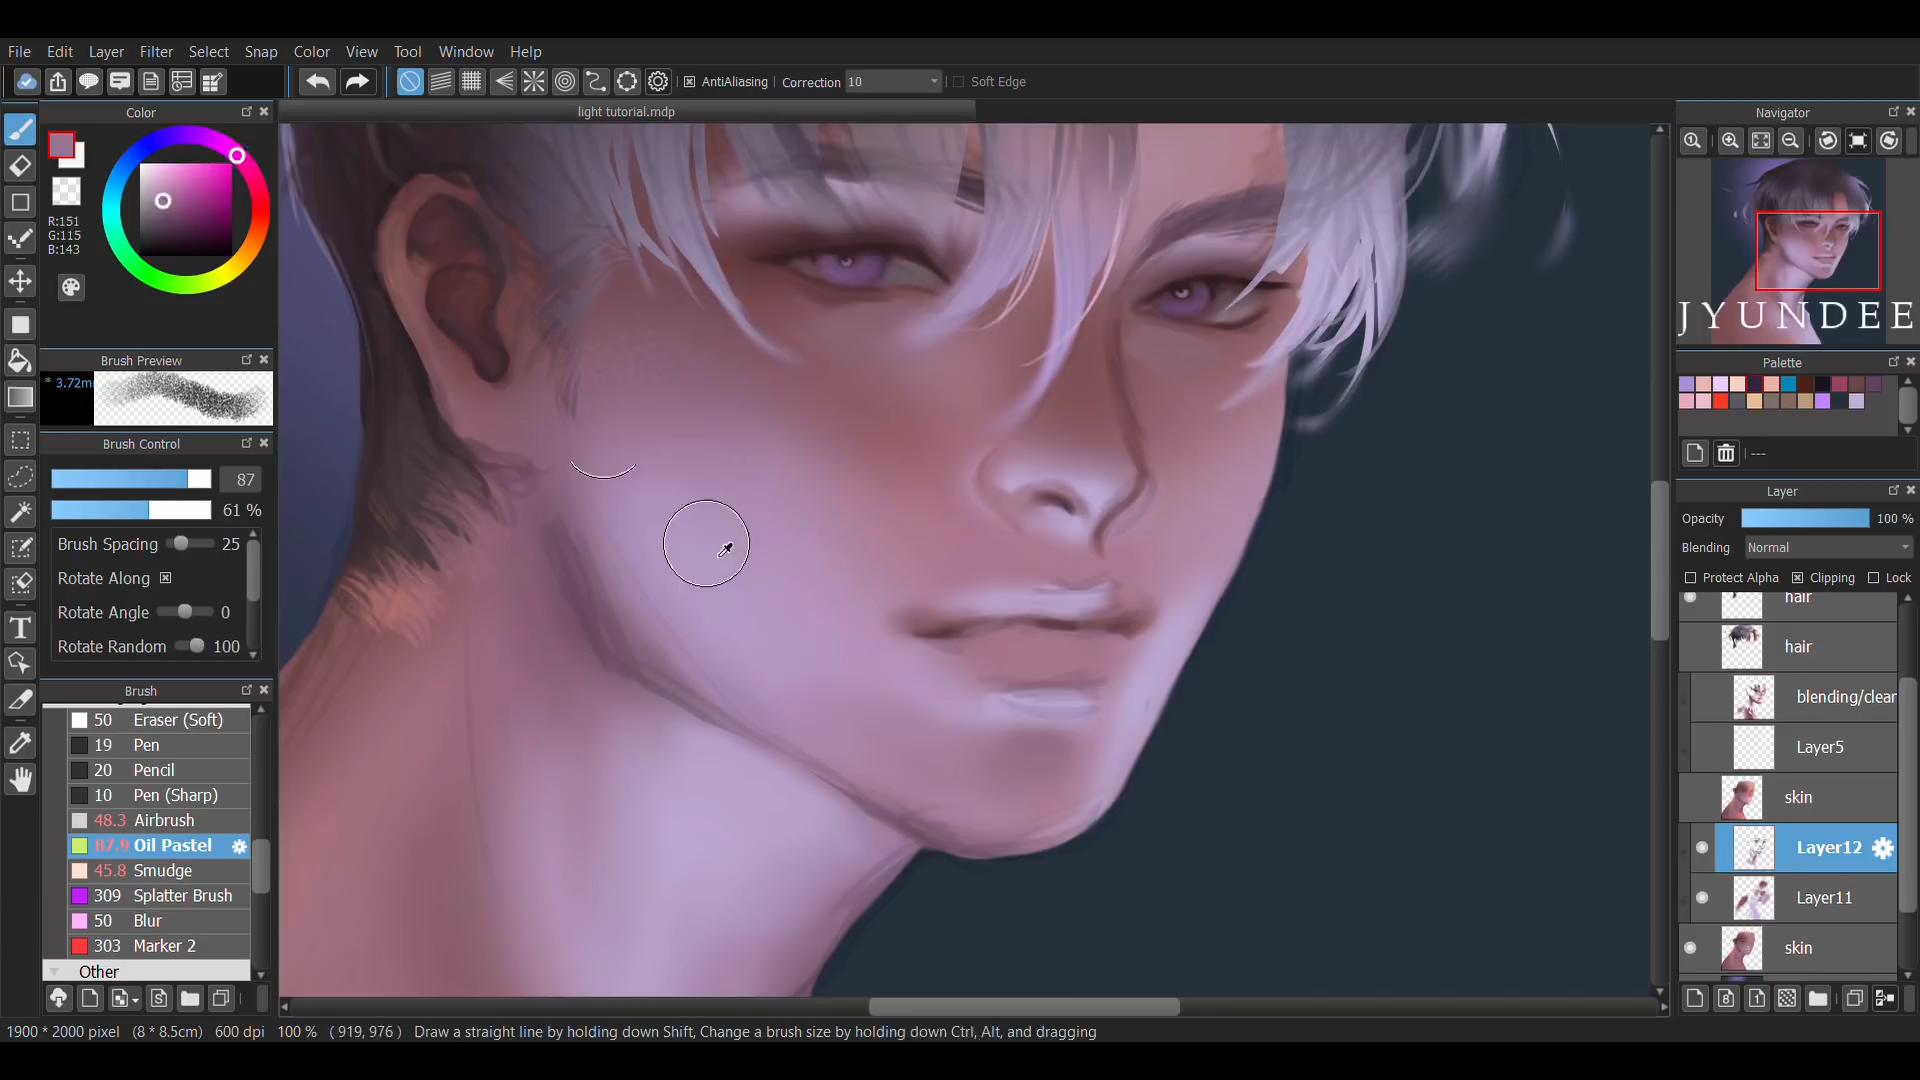 File Edit Layer Filter Select Snap Color View Tool Window Help
AntiAliasing Correction 10 Soft Edge
Color
light tutorial.mdp
Navigator
R:151
G:115
B:143
JYUNDEE
Brush Preview
* 3.72m
Palette
---
Brush Control
87
61 %
Brush Spacing 25
Rotate Along
Rotate Angle 0
Rotate Random 100
Layer
Opacity 100 %
Blending Normal
Protect Alpha Clipping Lock
hair
hair
blending/clear
Layer5
skin
Layer12
Layer11
skin
Brush
50 Eraser (Soft)
19 Pen
20 Pencil
10 Pen (Sharp)
48.3 Airbrush
87.9 Oil Pastel
45.8 Smudge
309 Splatter Brush
50 Blur
303 Marker 2
Other
1900 * 2000 pixel (8 * 8.5cm) 600 dpi 100 % ( 919, 976 ) Draw a straight line by holding down Shift, Change a brush size by holding down Ctrl, Alt, and dragging